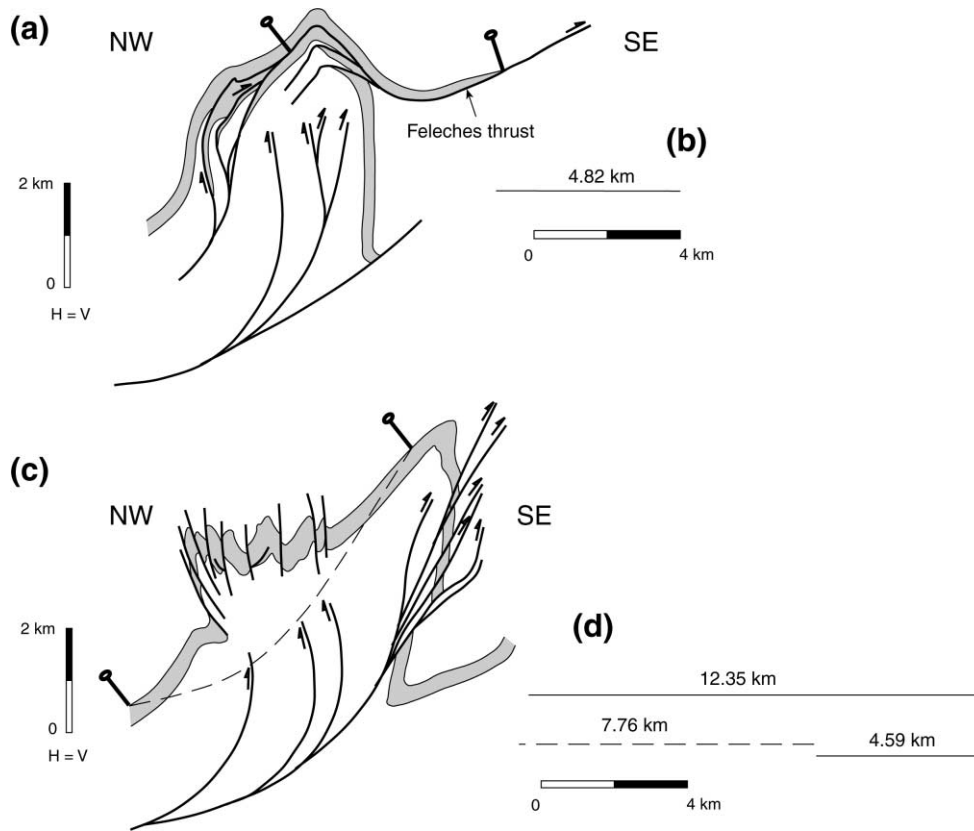 (a)
NW
SE
Feleches thrust
(b)
4.82 km
2 km
0
H = V
0
4 km
(c)
NW
SE
2 km
0
H = V
(d)
12.35 km
7.76 km
4.59 km
0
4 km